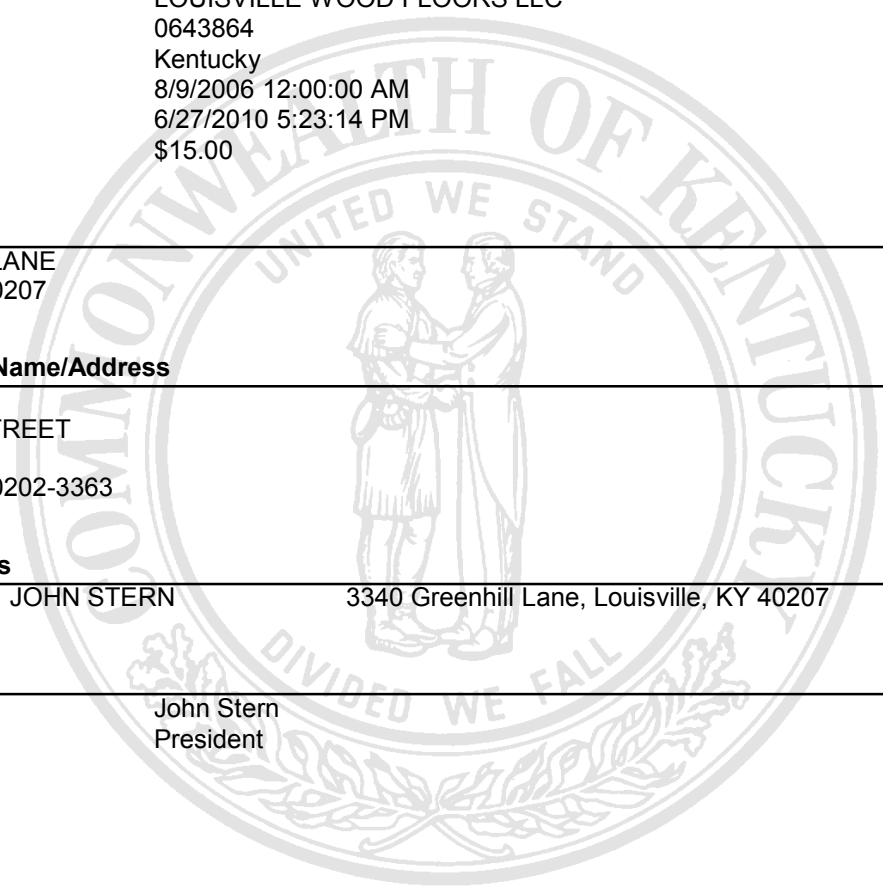 LOUISVILLE WOOD FLOORS LLC
0643864
Kentucky
8/9/2006 12:00:00 AM
6/27/2010 5:23:14 PM
$15.00
COMMONWEALTH OF KENTUCKY
UNITED WE STAND
LANE
0207
Name/Address
TREET
0202-3363
s
JOHN STERN 3340 Greenhill Lane, Louisville, KY 40207
DIVIDED WE FALL
John Stern
President